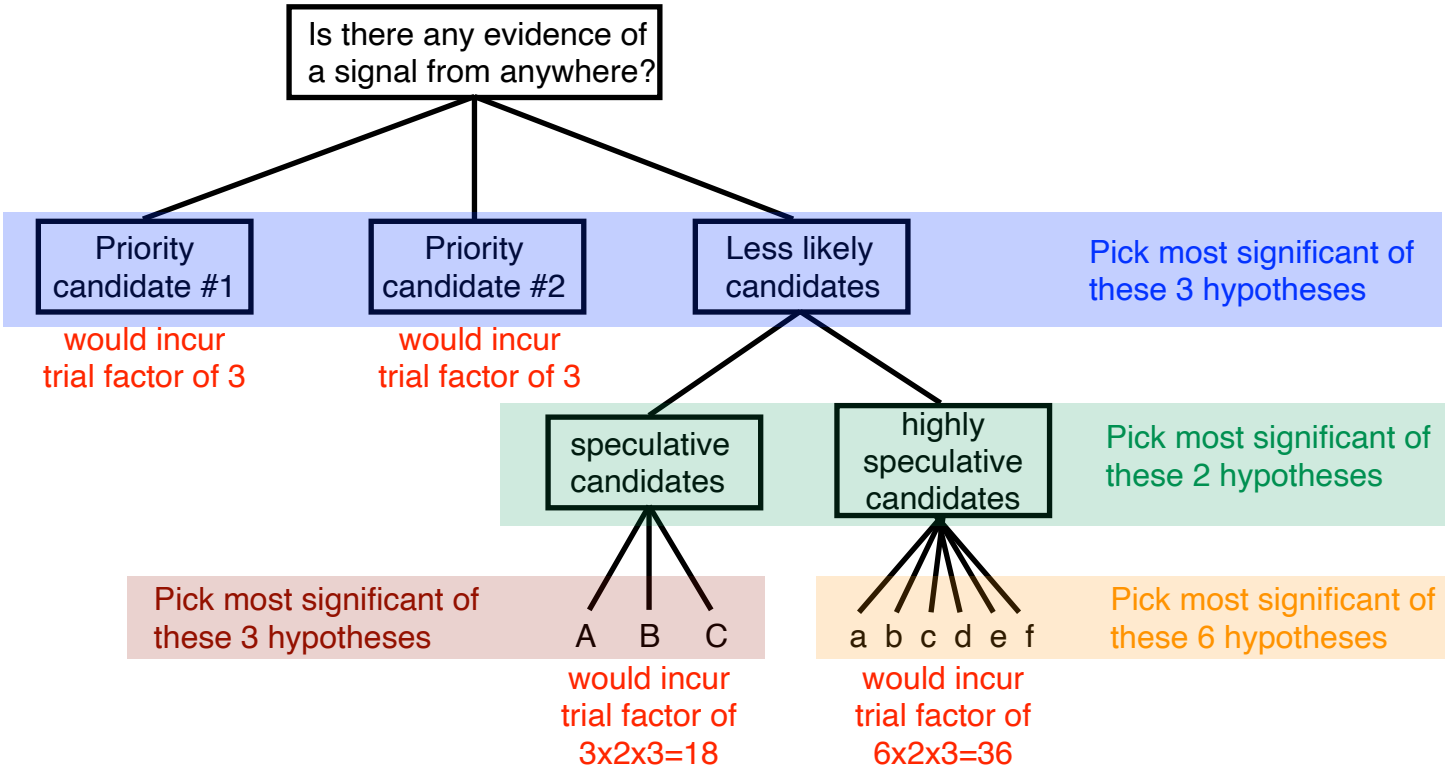 Is there any evidence of
a signal from anywhere?
Priority
candidate #1
Priority
candidate #2
Less likely
candidates
Pick most significant of
these 3 hypotheses
would incur
trial factor of 3
would incur
trial factor of 3
speculative
candidates
highly
speculative
candidates
Pick most significant of
these 2 hypotheses
Pick most significant of
these 3 hypotheses
A B C
a b c d e f
Pick most significant of
these 6 hypotheses
would incur
trial factor of
3x2x3=18
would incur
trial factor of
6x2x3=36